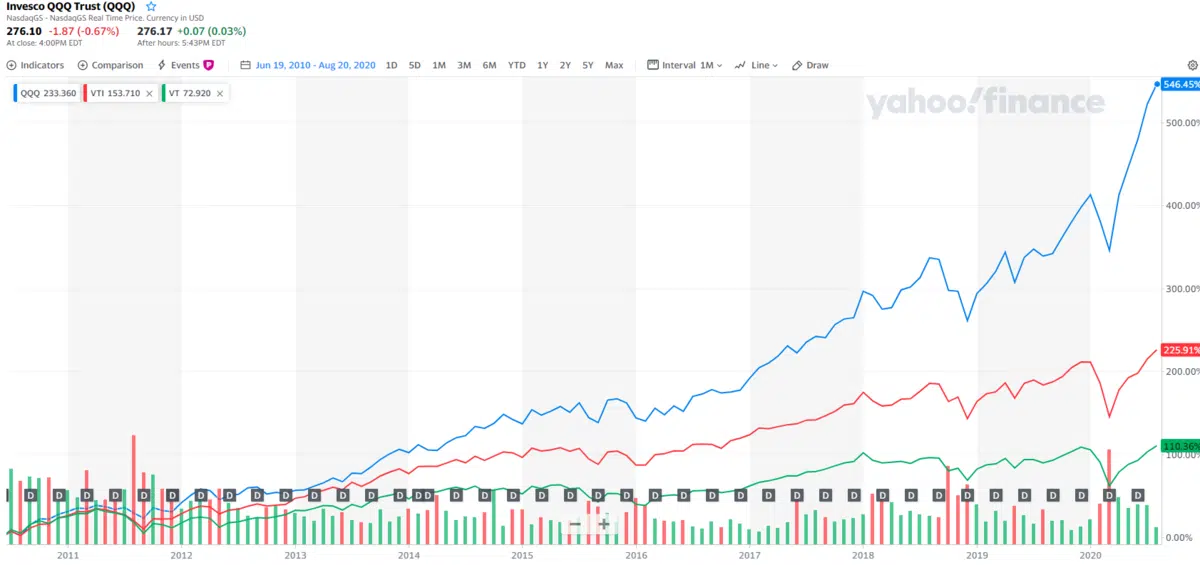 Invesco QQQ Trust (QQQ)
NasdaqGS - NasdaqGS Real Time Price. Currency in USD
276.10 -1.87 (-0.67%) 276.17 +0.07 (0.03%)
At close: 4:00PM EDT After hours: 5:43PM EDT
Indicators Comparison Events P Jun 19, 2010 - Aug 20, 2020 1D 5D 1M 3M 6M YTD 1Y 2Y 5Y Max Interval 1M Line Draw
QQQ 233.360 VTI 153.710 VT 72.920
yahoo!finance
546.45%
500.00%
400.00%
300.00%
225.91%
200.00%
110.36%
100.00%
D D D D D D D D D D D D D D D D D D D D D D D D D D D D D D D D D D D D D D D D D
0.00%
2011 2012 2013 2014 2015 2016 2017 2018 2019 2020